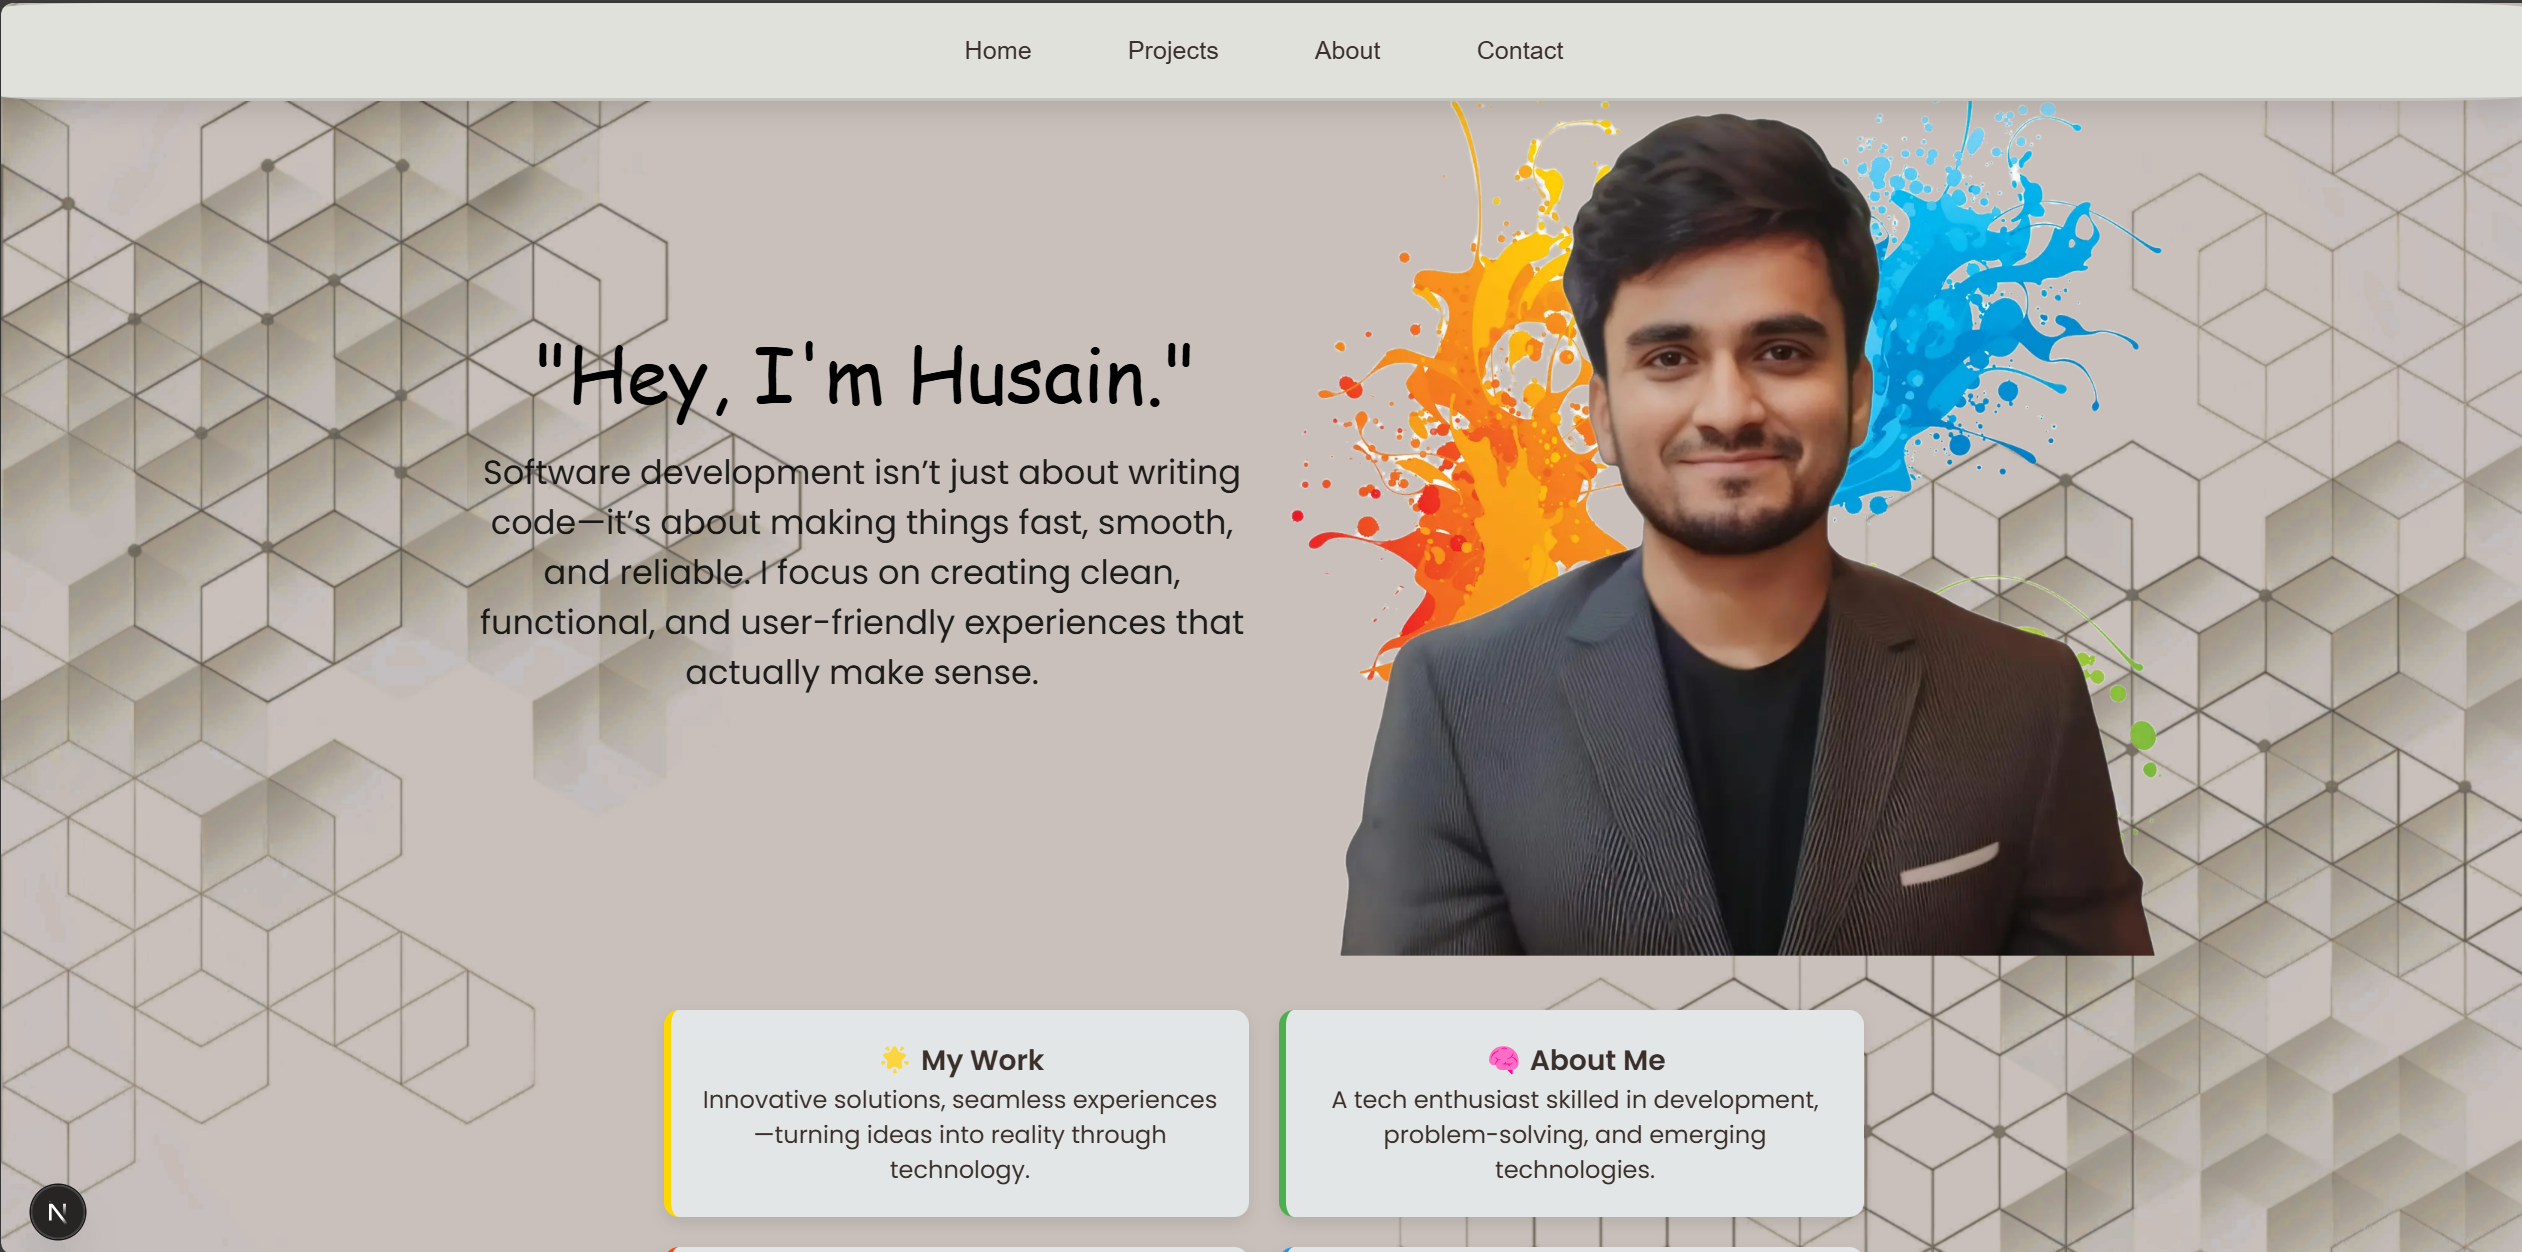 Home Projects About Contact
"Hey, I'm Husain."
Software development isn’t just about writing
code—it’s about making things fast, smooth,
and reliable. I focus on creating clean,
functional, and user-friendly experiences that
actually make sense.
My Work
Innovative solutions, seamless experiences
—turning ideas into reality through
technology.
About Me
A tech enthusiast skilled in development,
problem-solving, and emerging
technologies.
N